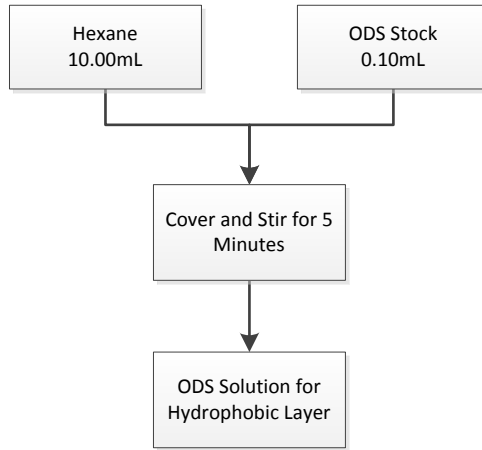 Hexane
10.00mL
ODS Stock
0.10mL
Cover and Stir for 5
Minutes
ODS Solution for
Hydrophobic Layer